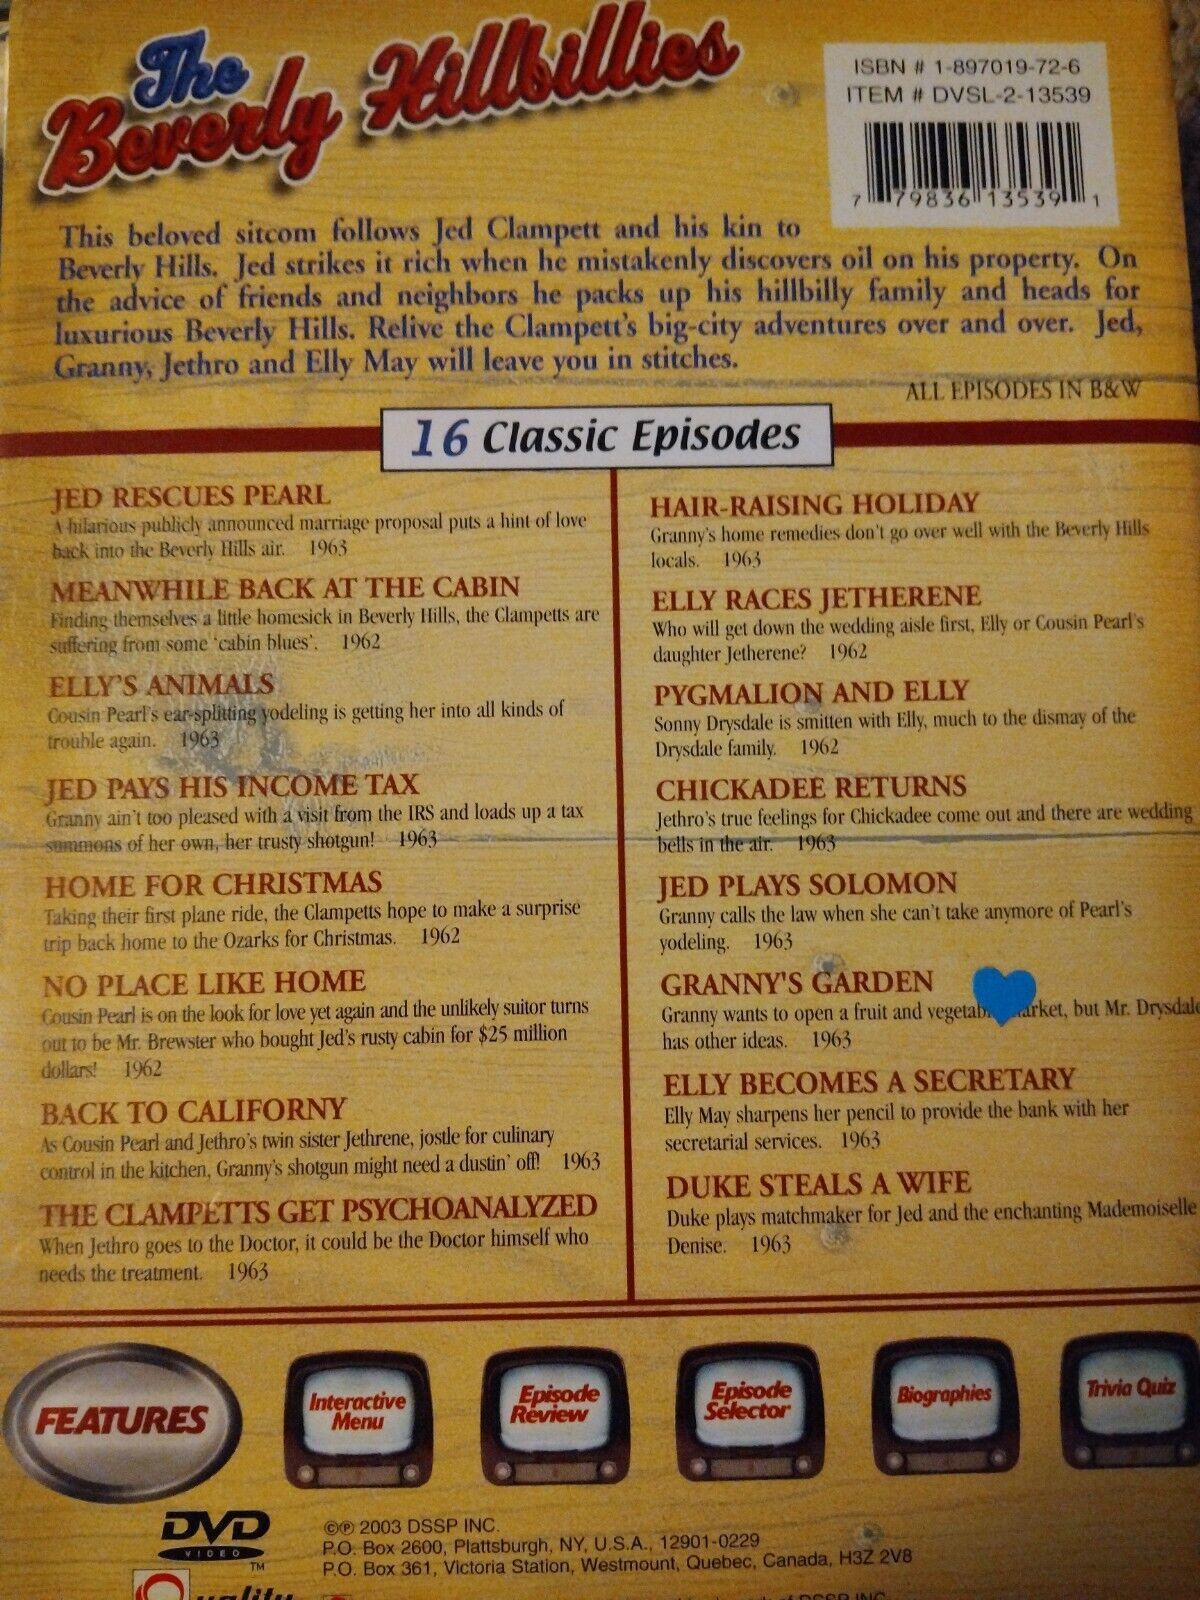 The
Beverly Hillbillies
ISBN # 1-897019-72-6
ITEM # DVSL-2-13539
7 79836 13539 1
This beloved sitcom follows Jed Clampett and his kin to
Beverly Hills. Jed strikes it rich when he mistakenly discovers oil on his property. On
the advice of friends and neighbors he packs up his hillbilly family and heads for
luxurious Beverly Hills. Relive the Clampett's big-city adventures over and over. Jed,
Granny, Jethro and Elly May will leave you in stitches.
ALL EPISODES IN B&W
16 Classic Episodes
JED RESCUES PEARL
A hilarious publicly announced marriage proposal puts a hint of love
back into the Beverly Hills air. 1963
MEANWHILE BACK AT THE CABIN
Finding themselves a little homesick in Beverly Hills, the Clampetts are
suffering from some 'cabin blues'. 1962
ELLY'S ANIMALS
Cousin Pearl's ear-splitting yodeling is getting her into all kinds of
trouble again. 1963
JED PAYS HIS INCOME TAX
Granny ain't too pleased with a visit from the IRS and loads up a tax
summons of her own, her trusty shotgun! 1963
HOME FOR CHRISTMAS
Taking their first plane ride, the Clampetts hope to make a surprise
trip back home to the Ozarks for Christmas. 1962
NO PLACE LIKE HOME
Cousin Pearl is on the look for love yet again and the unlikely suitor turns
out to be Mr. Brewster who bought Jed's rusty cabin for $25 million
dollars! 1962
BACK TO CALIFORNY
As Cousin Pearl and Jethro's twin sister Jethrene, jostle for culinary
control in the kitchen, Granny's shotgun might need a dustin' off! 1963
THE CLAMPETTS GET PSYCHOANALYZED
When Jethro goes to the Doctor, it could be the Doctor himself who
needs the treatment. 1963
HAIR-RAISING HOLIDAY
Granny's home remedies don't go over well with the Beverly Hills
locals. 1963
ELLY RACES JETHERENE
Who will get down the wedding aisle first, Elly or Cousin Pearl's
daughter Jetherene? 1962
PYGMALION AND ELLY
Sonny Drysdale is smitten with Elly, much to the dismay of the
Drysdale family. 1962
CHICKADEE RETURNS
Jethro's true feelings for Chickadee come out and there are wedding
bells in the air. 1963
JED PLAYS SOLOMON
Granny calls the law when she can't take anymore of Pearl's
yodeling. 1963
GRANNY'S GARDEN
Granny wants to open a fruit and but Mr. Drysdale
has other ideas. 1963
ELLY BECOMES A SECRETARY
Elly May sharpens her pencil to provide the bank with her
secretarial services. 1963
DUKE STEALS A WIFE
Duke plays matchmaker for Jed and the enchanting Mademoiselle
Denise. 1963
FEATURES
Interactive
Menu
Episode
Review
Episode
Selector
Biographies
Trivia Quiz
DVD
VIDEO
TM
©℗ 2003 DSSP INC.
P.O. Box 2600, Plattsburgh, NY, U.S.A., 12901-0229
P.O. Box 361, Victoria Station, Westmount, Quebec, Canada, H3Z 2V8
Quality
of DSSP INC